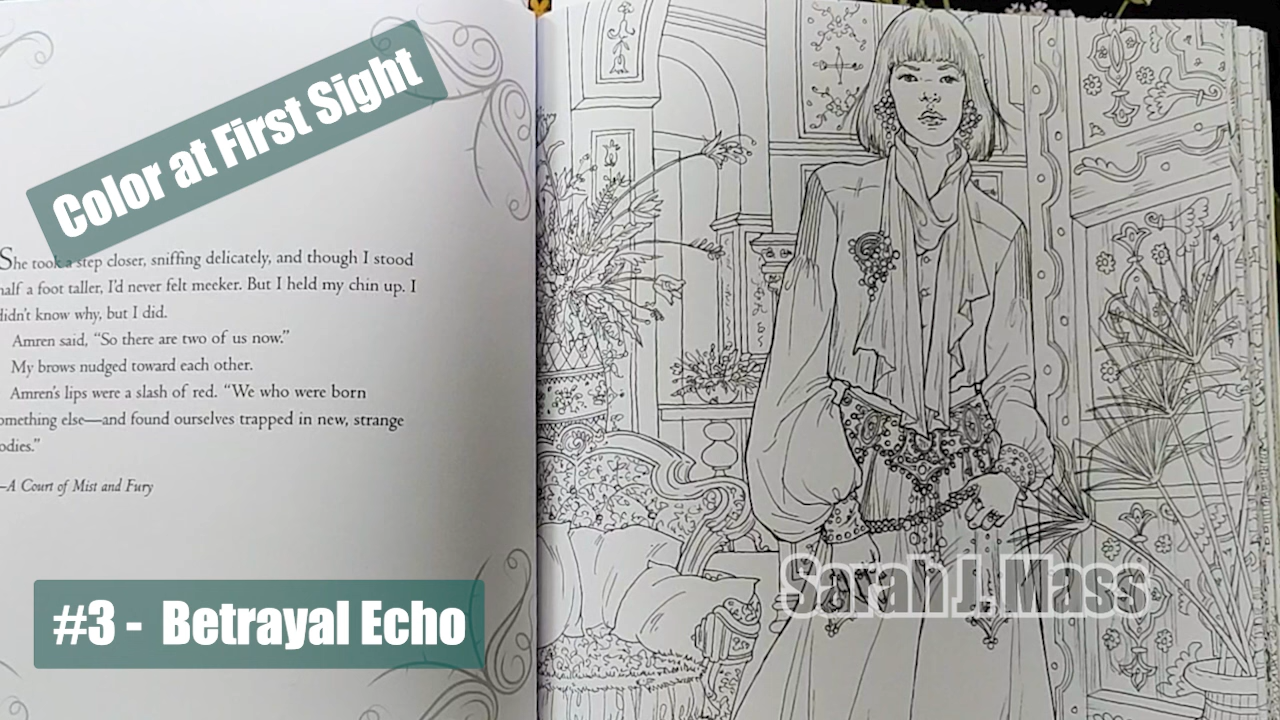 Color at First Sight
She took a step closer, sniffing delicately, and though I stood
half a foot taller, I'd never felt meeker. But I held my chin up. I
didn't know why, but I did.
Amren said, “So there are two of us now.”
My brows nudged toward each other.
Amren's lips were a slash of red. “We who were born
omething else—and found ourselves trapped in new, strange
odies.”
—A Court of Mist and Fury
#3 - Betrayal Echo
Sarah J. Mass